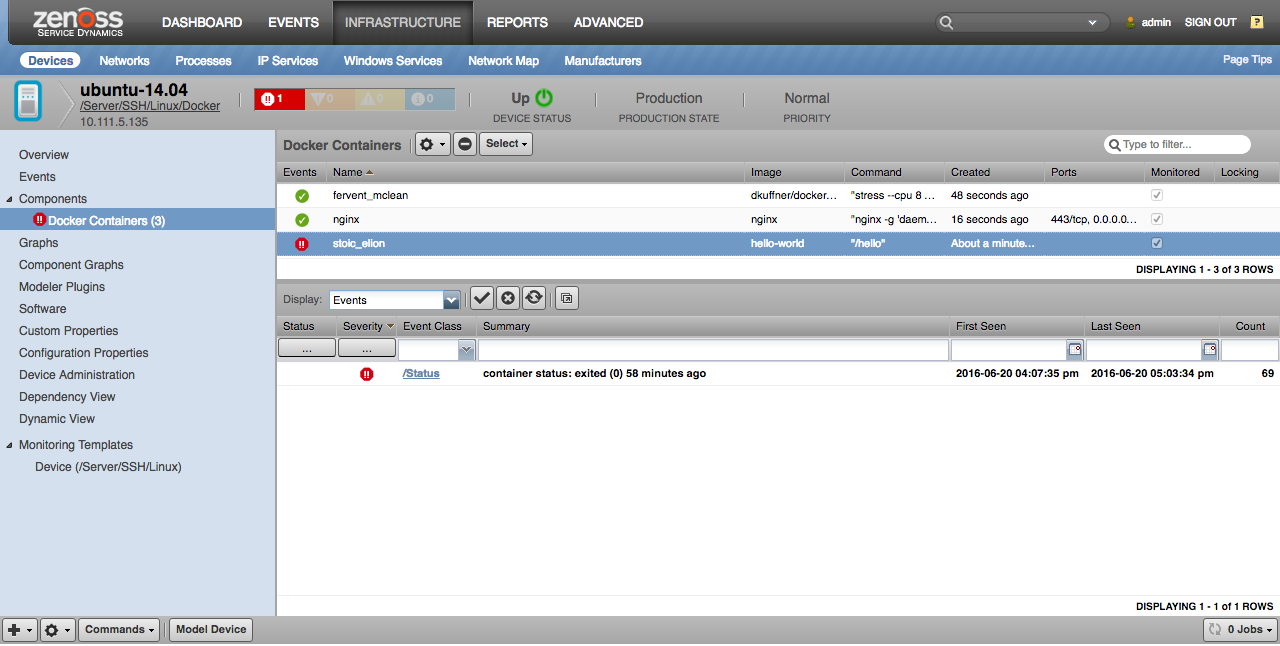 zenoss
SERVICE DYNAMICS
DASHBOARD EVENTS INFRASTRUCTURE REPORTS ADVANCED
admin SIGN OUT ?
Devices Networks Processes IP Services Windows Services Network Map Manufacturers Page Tips
ubuntu-14.04
/Server/SSH/Linux/Docker
10.111.5.135
1 0 0 0
Up
DEVICE STATUS
Production
PRODUCTION STATE
Normal
PRIORITY
Overview
Events
Components
Docker Containers (3)
Graphs
Component Graphs
Modeler Plugins
Software
Custom Properties
Configuration Properties
Device Administration
Dependency View
Dynamic View
Monitoring Templates
Device (/Server/SSH/Linux)
Docker Containers Select Type to filter...
Events Name Image Command Created Ports Monitored Locking
fervent_mclean dkuffner/docker... "stress --cpu 8 ... 48 seconds ago
nginx nginx "nginx -g 'daem... 16 seconds ago 443/tcp, 0.0.0.0...
stoic_elion hello-world "/hello" About a minute...
DISPLAYING 1 - 3 of 3 ROWS
Display: Events
Status Severity Event Class Summary First Seen Last Seen Count
... ...
/Status container status: exited (0) 58 minutes ago 2016-06-20 04:07:35 pm 2016-06-20 05:03:34 pm 69
DISPLAYING 1 - 1 of 1 ROWS
Commands Model Device 0 Jobs